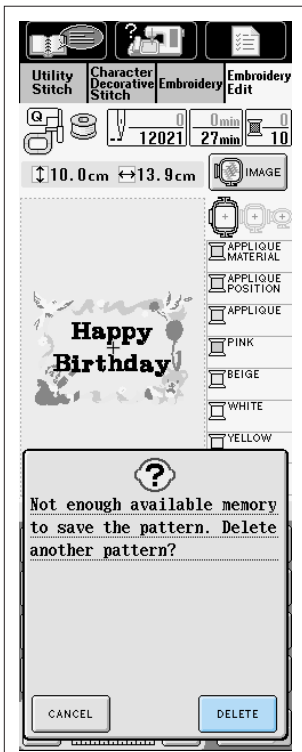 Utility
Stitch
Character
Decorative
Stitch
Embroidery
Embroidery
Edit
Q
0
12021
0min
27min
0
10
10.0cm
13.9cm
IMAGE
APPLIQUE
MATERIAL
APPLIQUE
POSITION
APPLIQUE
PINK
BEIGE
WHITE
YELLOW
Happy
Birthday
?
Not enough available memory
to save the pattern. Delete
another pattern?
CANCEL
DELETE